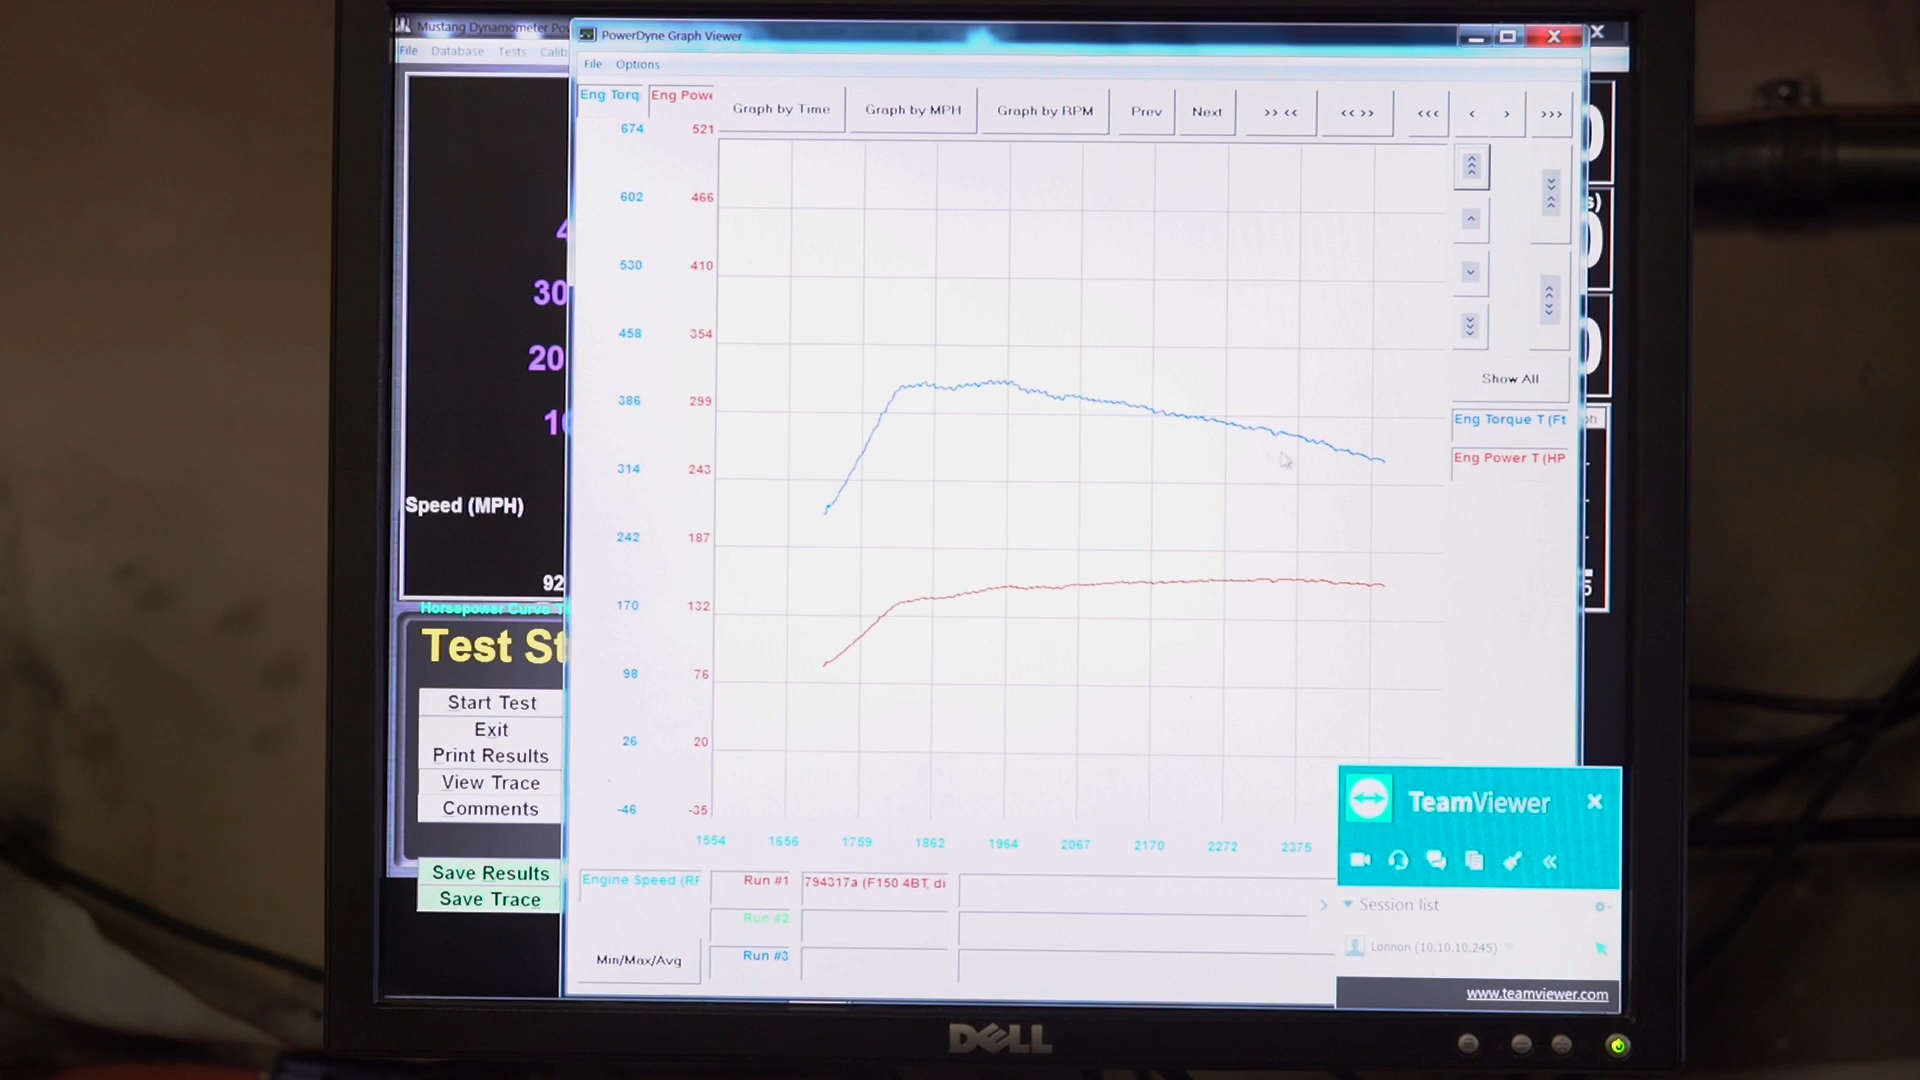 Mustang Dynamometer Po
PowerDyne Graph Viewer
File Database Tests Calib
File Options
Eng Torq Eng Powe
Graph by Time Graph by MPH Graph by RPM Prev Next >> << << >> <<< < > >>>
674 521
602 466
530 410
458 354
386 299
314 243
242 187
170 132
98 76
26 20
-46 -35
1554 1656 1759 1862 1964 2067 2170 2272 2375
30
20
Speed (MPH)
92
Horsepower Curve T
Test St
Start Test
Exit
Print Results
View Trace
Comments
Save Results
Save Trace
Show All
Eng Torque T (Ft
Eng Power T (HP
Engine Speed (RP
Run #1 794317a (F150 4BT, di
Run #2
Run #3
Min/Max/Avg
TeamViewer
Session list
Lonnon (10.10.10.245)
www.teamviewer.com
DELL